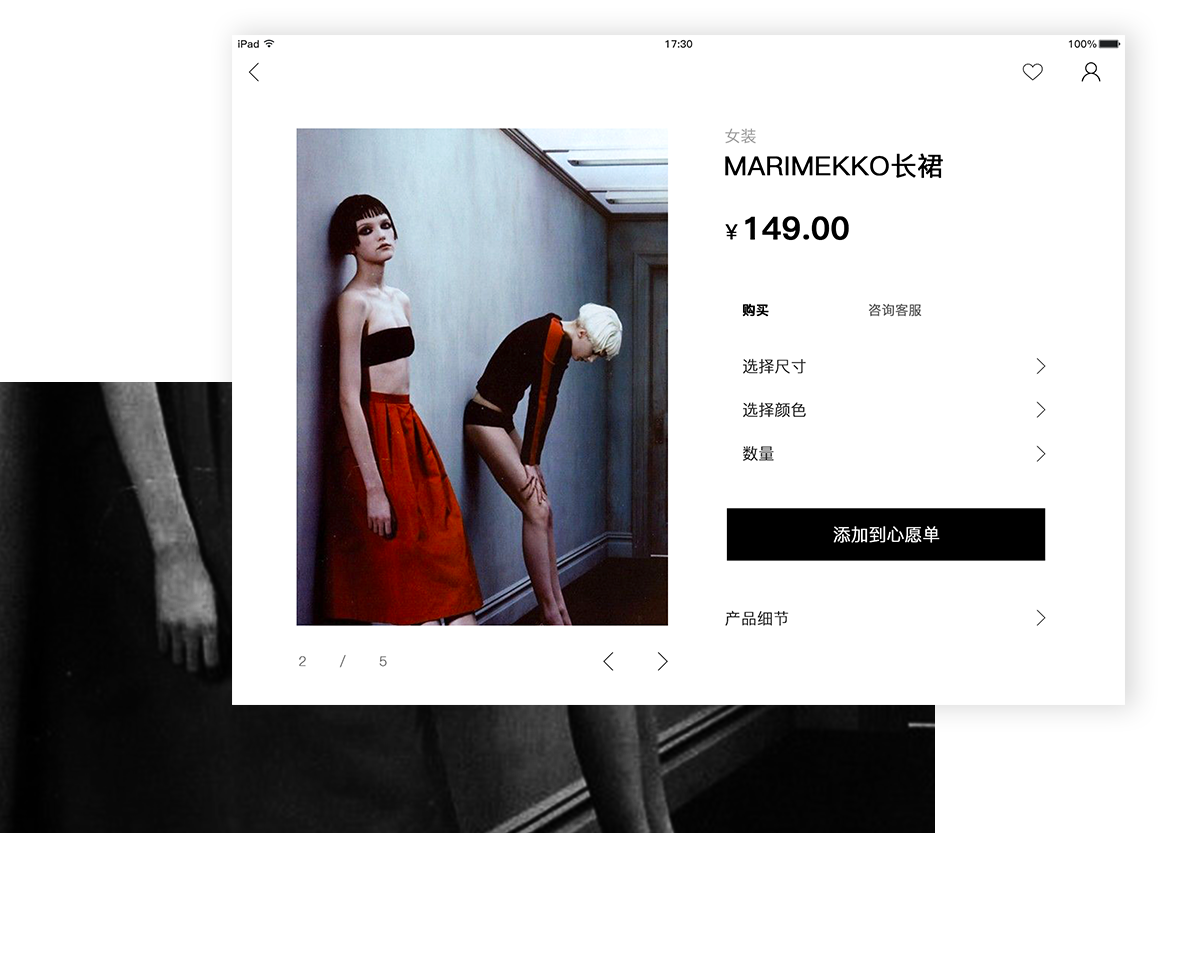 iPad 17:30 100%
女装
MARIMEKKO长裙
¥ 149.00
购买 咨询客服
选择尺寸
选择颜色
数量
添加到心愿单
产品细节
2 / 5